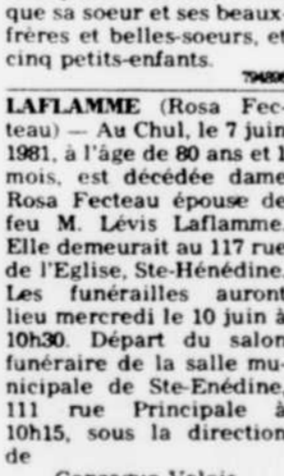 que sa soeur et ses beaux-
frères et belles-soeurs, et
cinq petits-enfants.
794896
LAFLAMME (Rosa Fec-
teau) — Au Chul, le 7 juin
1981, à l'âge de 80 ans et 1
mois, est décédée dame
Rosa Fecteau épouse de
feu M. Lévis Laflamme.
Elle demeurait au 117 rue
de l'Eglise, Ste-Hénédine.
Les funérailles auront
lieu mercredi le 10 juin à
10h30. Départ du salon
funéraire de la salle mu-
nicipale de Ste-Enédine,
111 rue Principale à
10h15, sous la direction
de